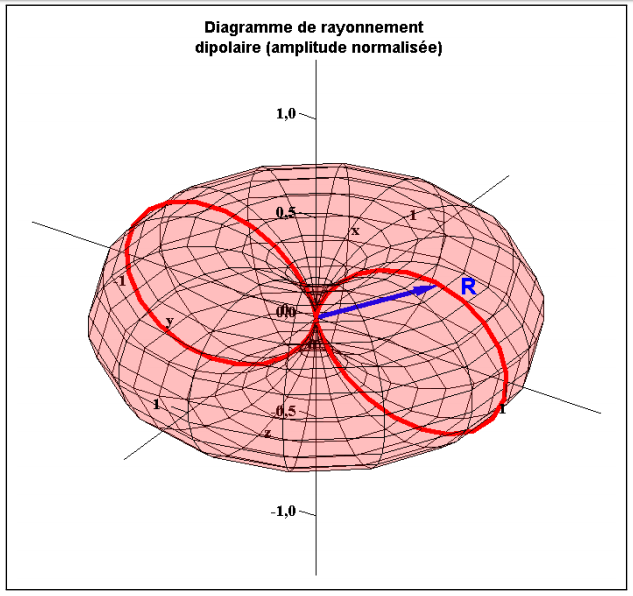 Diagramme de rayonnement
dipolaire (amplitude normalisée)
1,0
0,5
-1
x
1
R
0,0
y
1
-0,5
1
z
-1,0